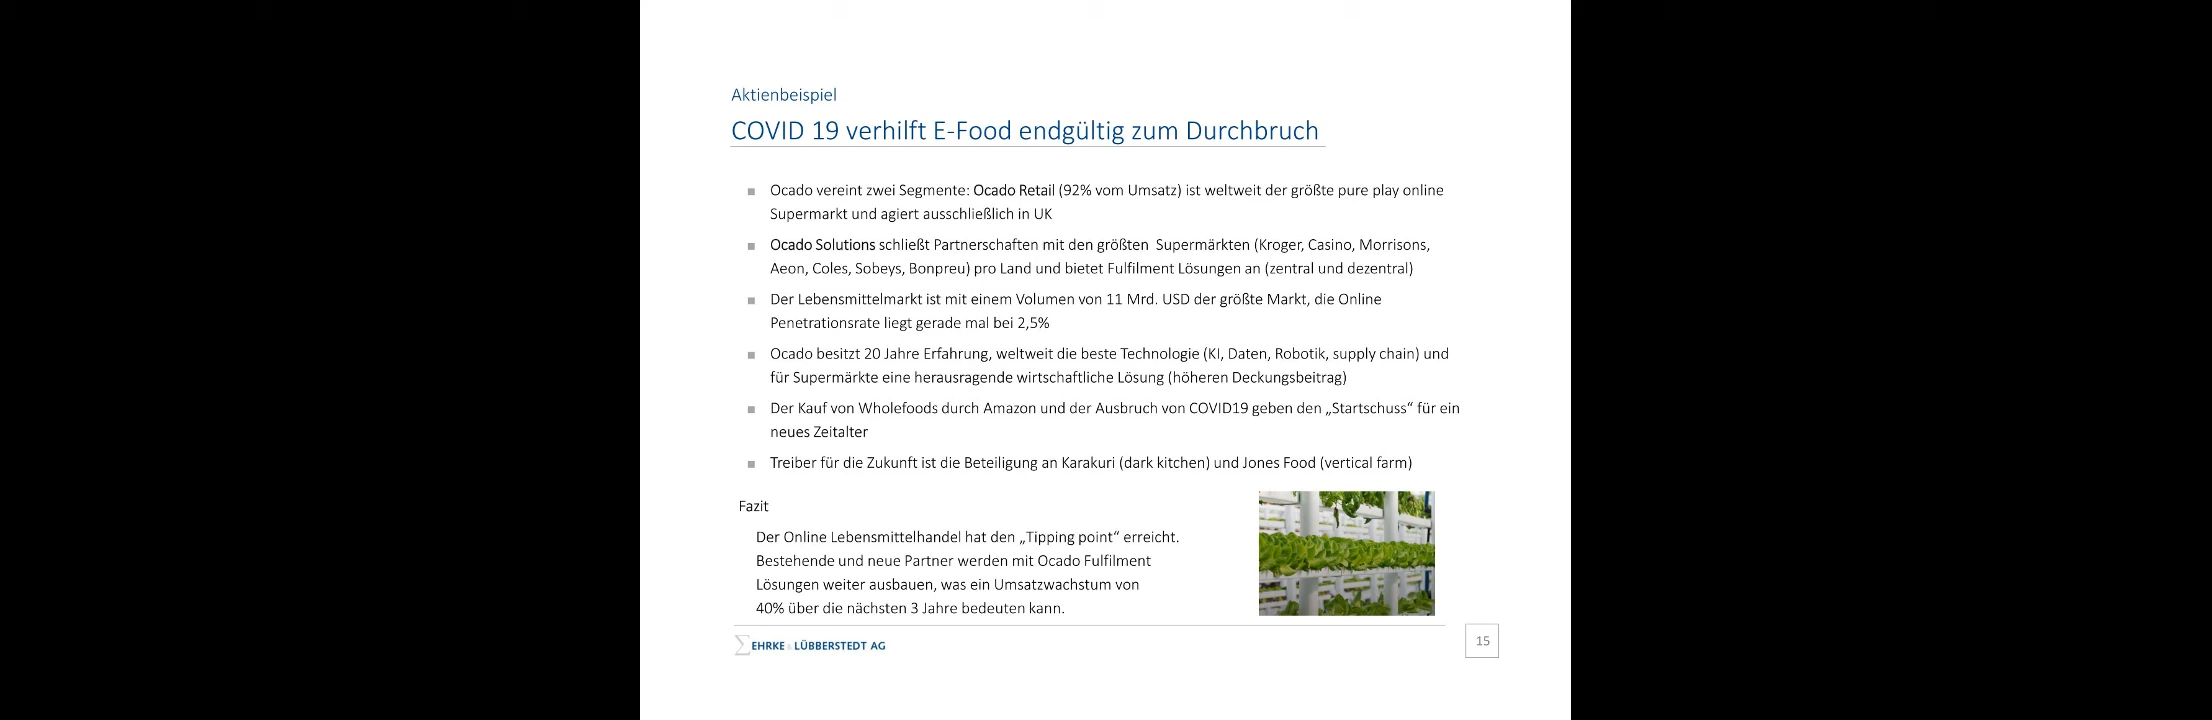 Aktienbeispiel
COVID 19 verhilft E-Food endgültig zum Durchbruch
Ocado vereint zwei Segmente: Ocado Retail (92% vom Umsatz) ist weltweit der größte pure play online
Supermarkt und agiert ausschließlich in UK
Ocado Solutions schließt Partnerschaften mit den größten Supermärkten (Kroger, Casino, Morrisons,
Aeon, Coles, Sobeys, Bonpreu) pro Land und bietet Fulfilment Lösungen an (zentral und dezentral)
Der Lebensmittelmarkt ist mit einem Volumen von 11 Mrd. USD der größte Markt, die Online
Penetrationsrate liegt gerade mal bei 2,5%
Ocado besitzt 20 Jahre Erfahrung, weltweit die beste Technologie (KI, Daten, Robotik, supply chain) und
für Supermärkte eine herausragende wirtschaftliche Lösung (höheren Deckungsbeitrag)
Der Kauf von Wholefoods durch Amazon und der Ausbruch von COVID19 geben den „Startschuss“ für ein
neues Zeitalter
Treiber für die Zukunft ist die Beteiligung an Karakuri (dark kitchen) und Jones Food (vertical farm)
Fazit
Der Online Lebensmittelhandel hat den „Tipping point“ erreicht.
Bestehende und neue Partner werden mit Ocado Fulfilment
Lösungen weiter ausbauen, was ein Umsatzwachstum von
40% über die nächsten 3 Jahre bedeuten kann.
EHRKE & LÜBBERSTEDT AG
15